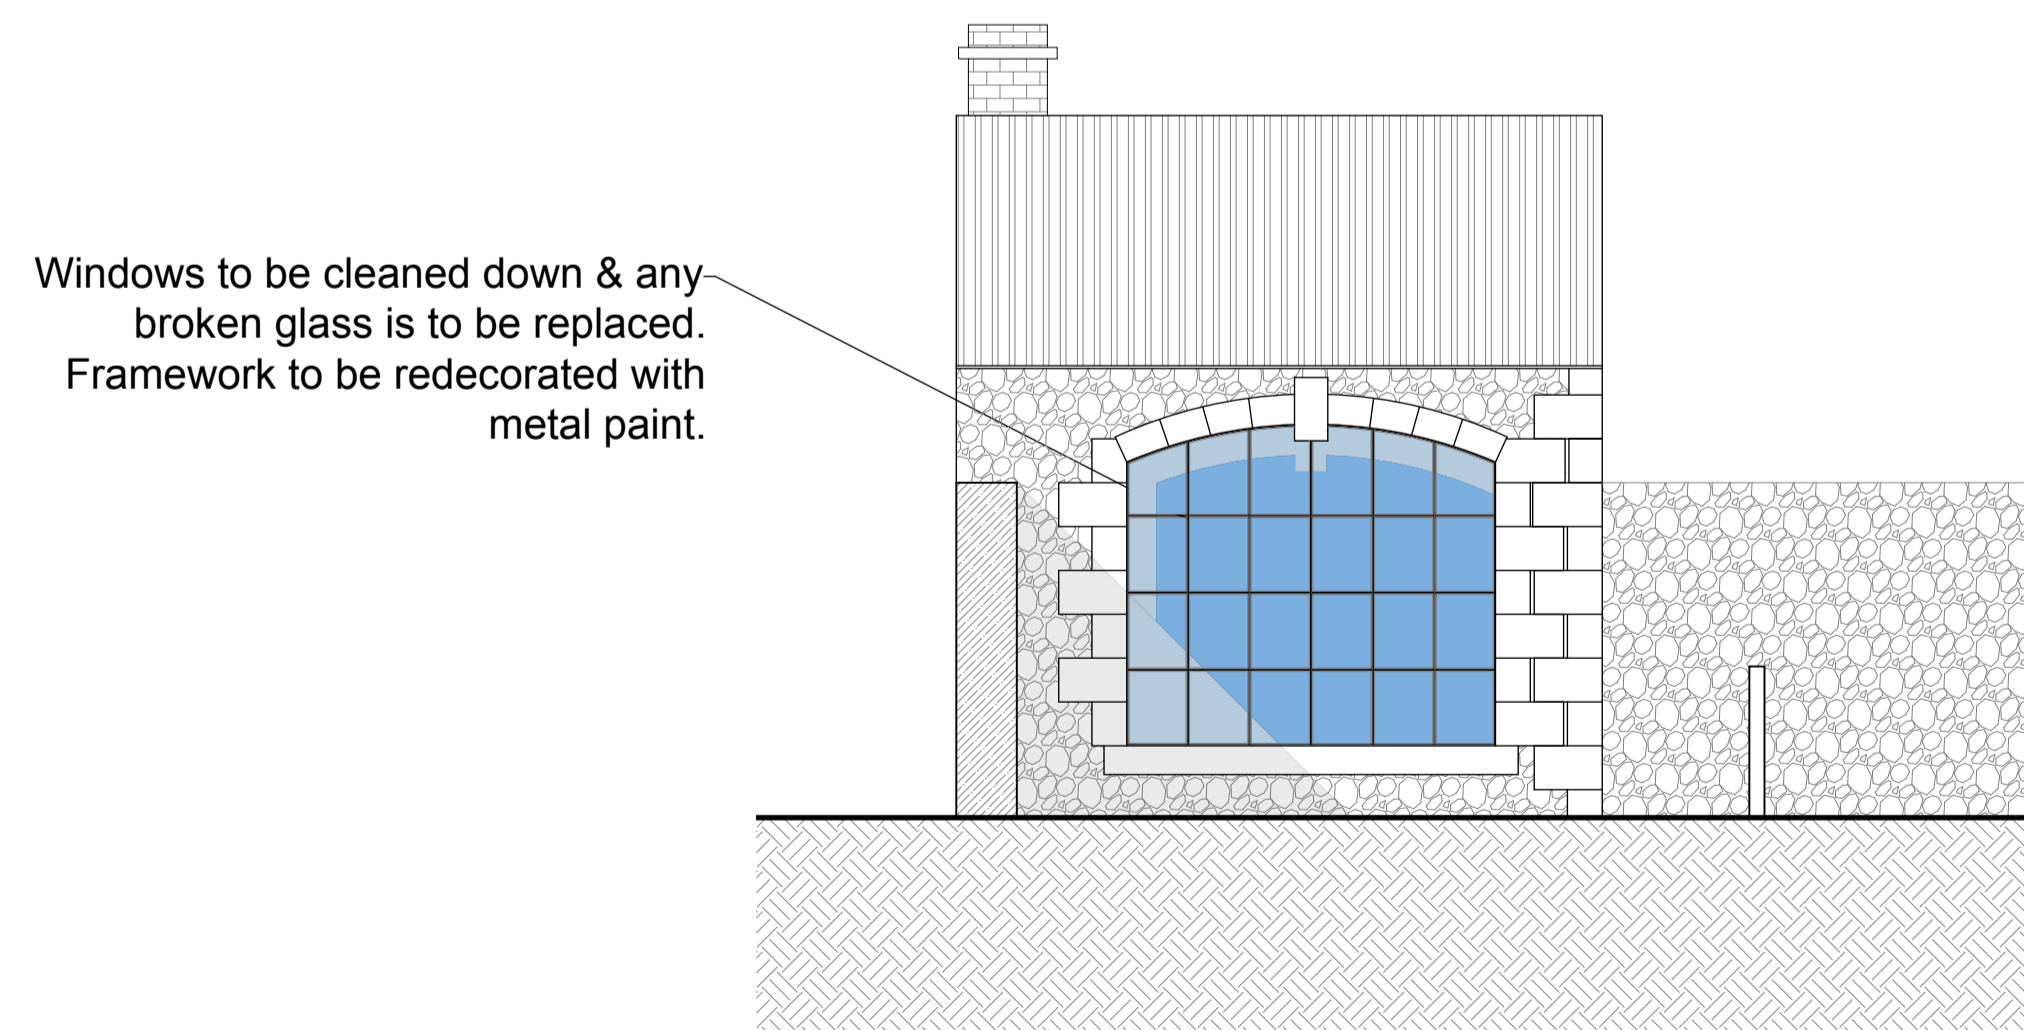 Windows to be cleaned down & any
broken glass is to be replaced.
Framework to be redecorated with
metal paint.